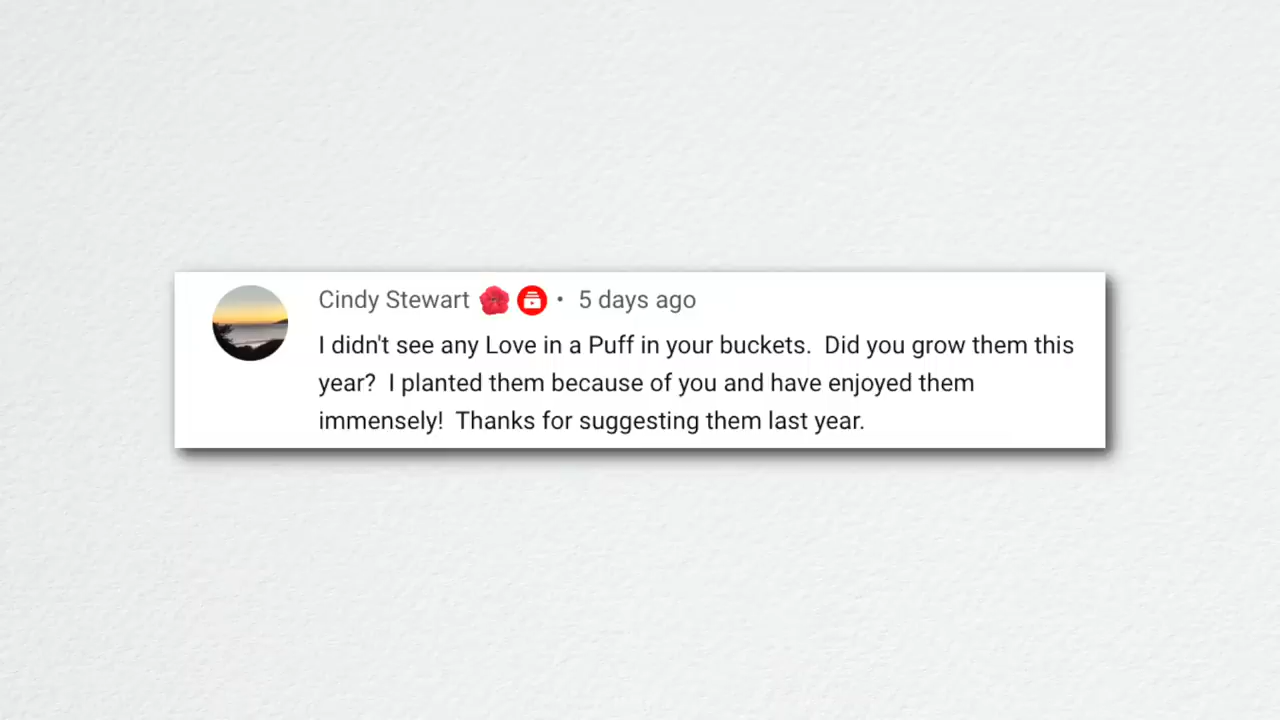 Cindy Stewart • 5 days ago
I didn't see any Love in a Puff in your buckets.  Did you grow them this
year?  I planted them because of you and have enjoyed them
immensely!  Thanks for suggesting them last year.